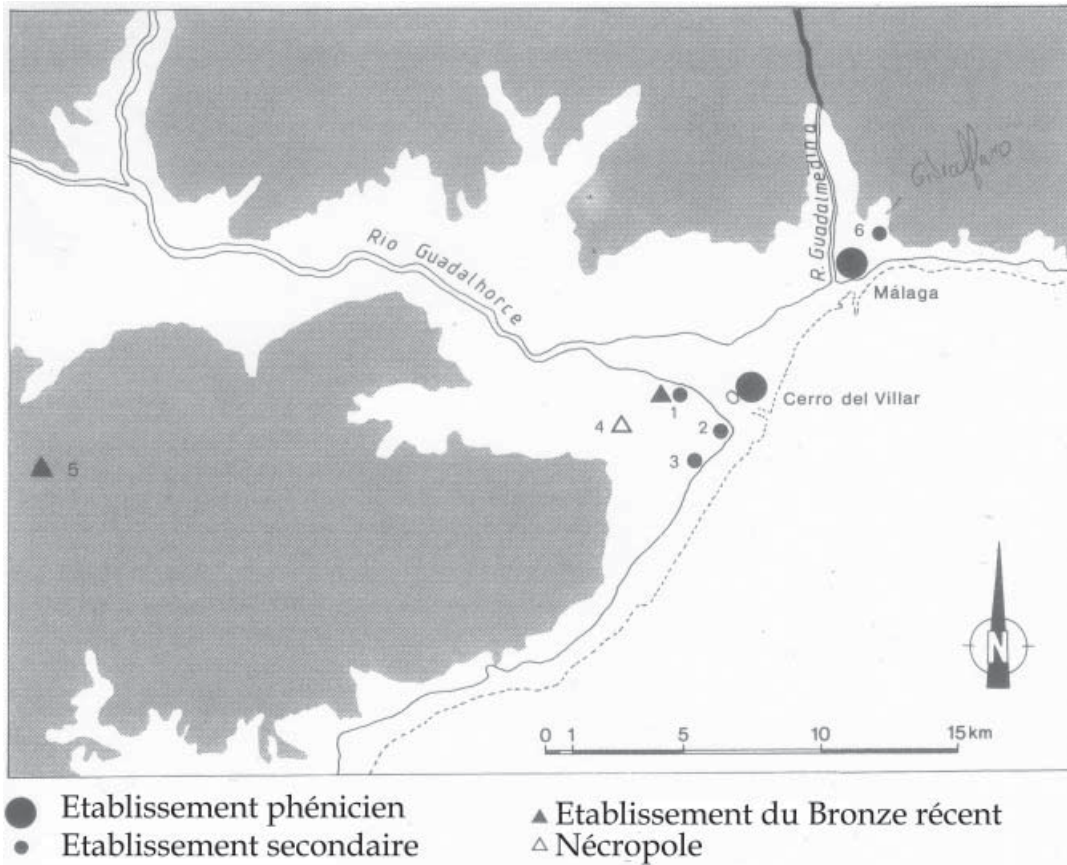 Gibralfaro
R. Guadalmedina
6
Rio Guadalhorce
Málaga
Cerro del Villar
1
4
2
3
5
N
0 1 5 10 15 km
Etablissement phénicien
Etablissement secondaire
Etablissement du Bronze récent
Nécropole